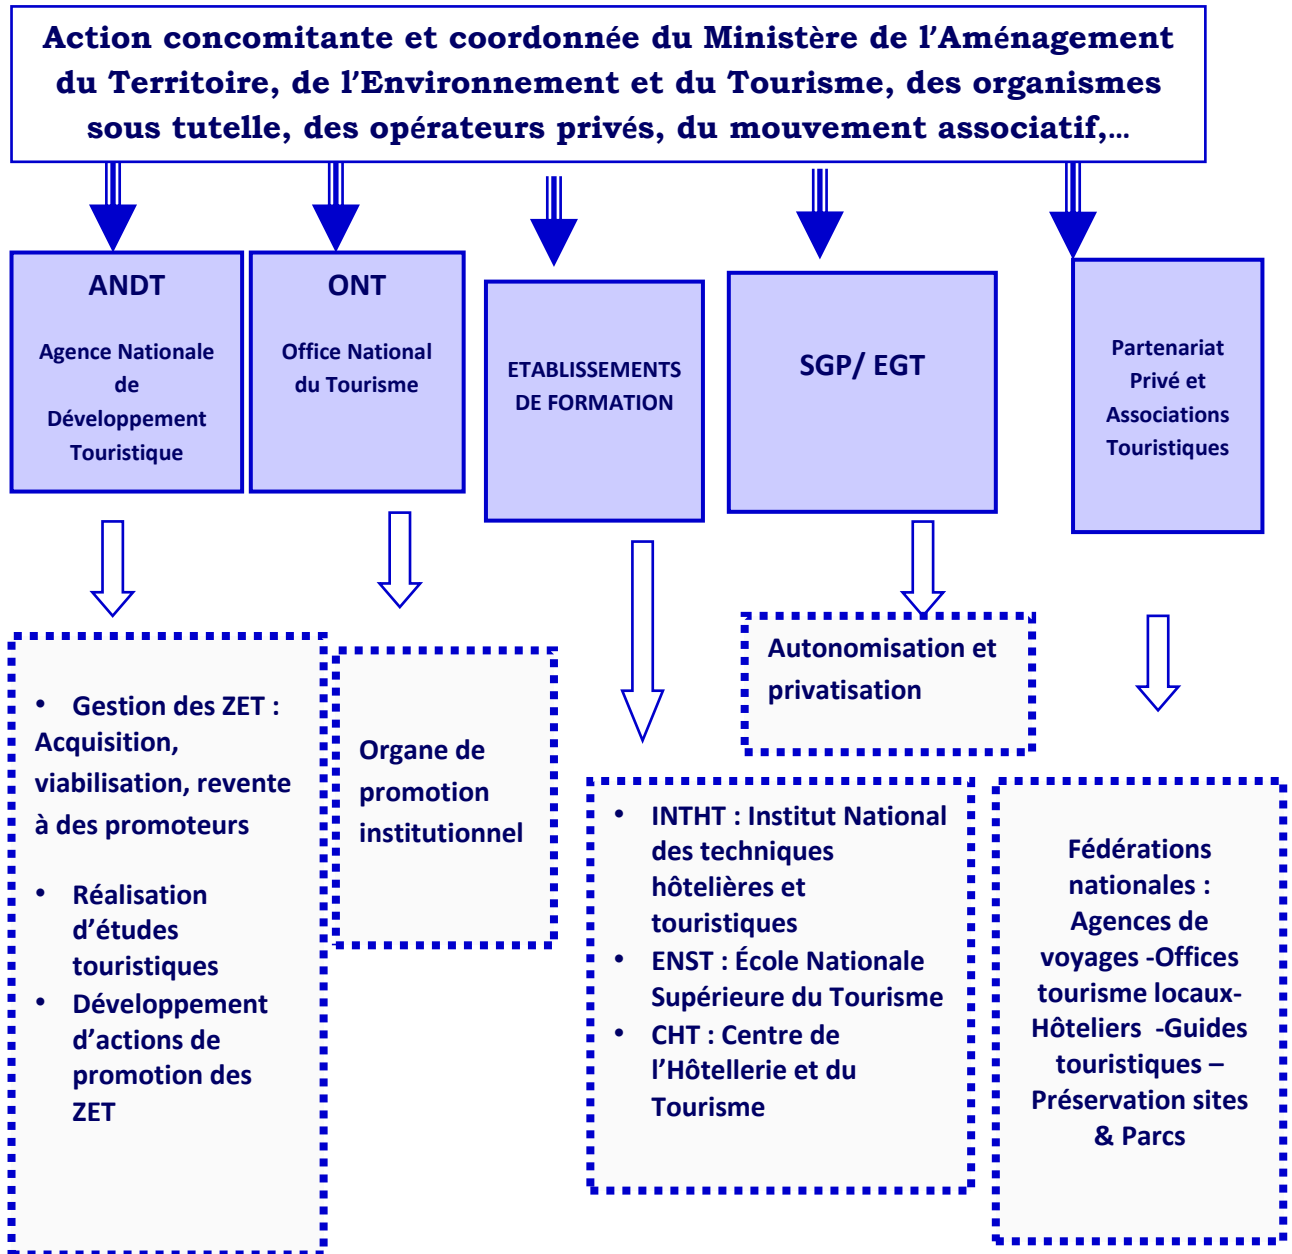 Action concomitante et coordonnée du Ministère de l'Aménagement
du Territoire, de l'Environnement et du Tourisme, des organismes
sous tutelle, des opérateurs privés, du mouvement associatif,...
ANDT
Agence Nationale
de
Développement
Touristique
ONT
Office National
du Tourisme
ETABLISSEMENTS
DE FORMATION
SGP/ EGT
Partenariat
Privé et
Associations
Touristiques
• Gestion des ZET :
Acquisition,
viabilisation, revente
à des promoteurs
• Réalisation
d'études
touristiques
• Développement
d'actions de
promotion des
ZET
Organe de
promotion
institutionnel
• INTHT : Institut National
des techniques
hôtelières et
touristiques
• ENST : École Nationale
Supérieure du Tourisme
• CHT : Centre de
l'Hôtellerie et du
Tourisme
Autonomisation et
privatisation
Fédérations
nationales :
Agences de
voyages -Offices
tourisme locaux-
Hôteliers -Guides
touristiques –
Préservation sites
& Parcs